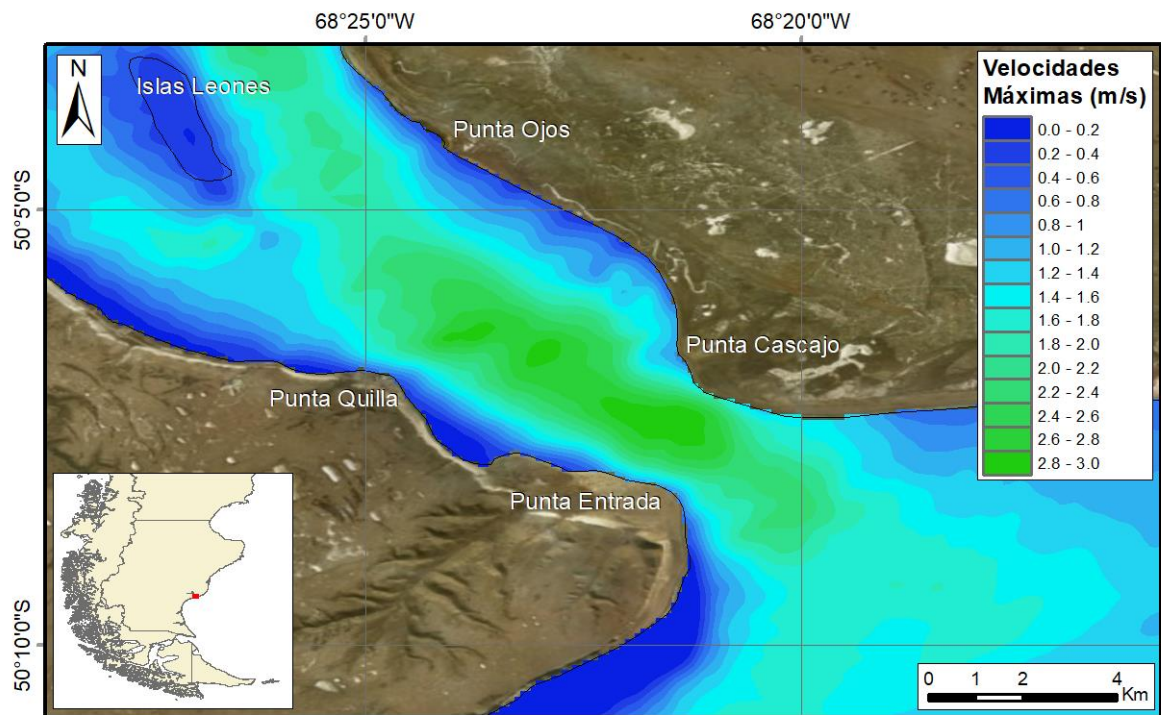 68°25'0"W
68°20'0"W
N
Islas Leones
Punta Ojos
Velocidades
Máximas (m/s)
0.0 - 0.2
0.2 - 0.4
0.4 - 0.6
0.6 - 0.8
0.8 - 1
1.0 - 1.2
1.2 - 1.4
1.4 - 1.6
1.6 - 1.8
1.8 - 2.0
2.0 - 2.2
2.2 - 2.4
2.4 - 2.6
2.6 - 2.8
2.8 - 3.0
50°5'0"S
Punta Cascajo
Punta Quilla
Punta Entrada
50°10'0"S
0 1 2 4
Km